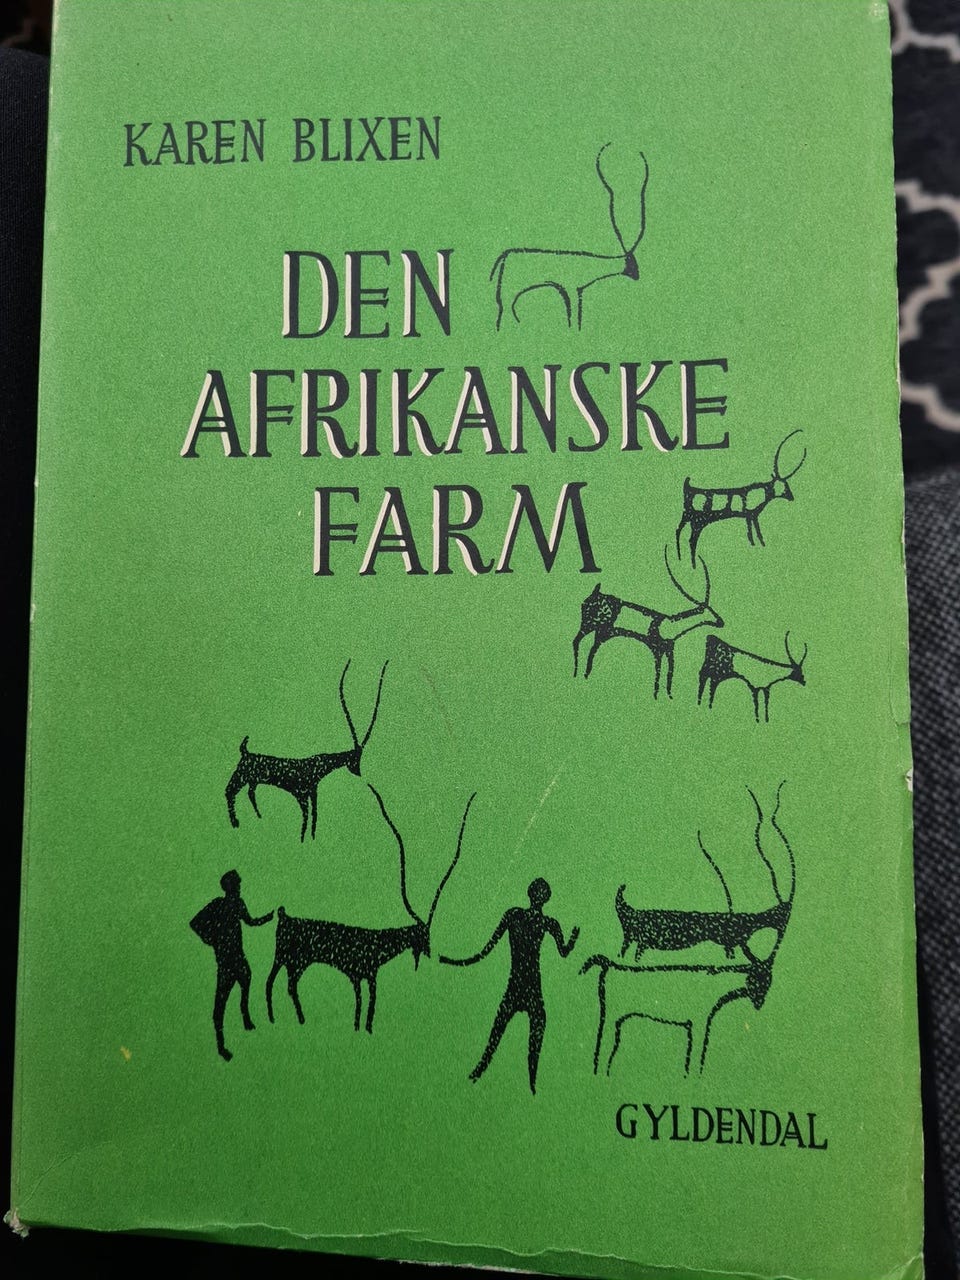 KAREN BLIXEN
DEN
AFRIKANSKE
FARM
GYLDENDAL